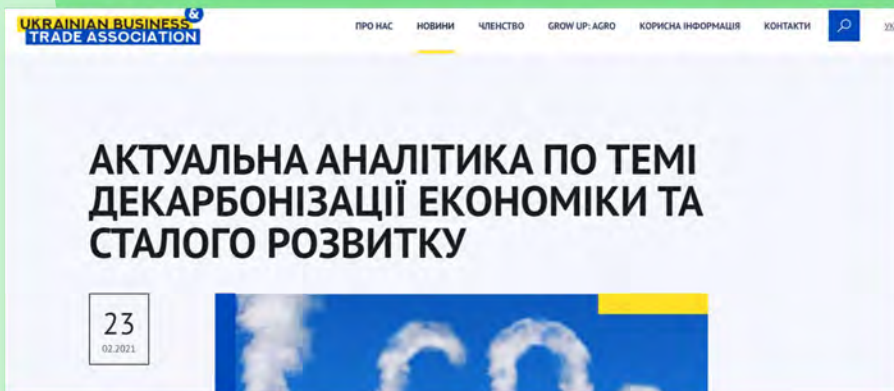 UKRAINIAN BUSINESS &
TRADE ASSOCIATION
ПРО НАС НОВИНИ ЧЛЕНСТВО GROW UP: AGRO КОРИСНА ІНФОРМАЦІЯ КОНТАКТИ
АКТУАЛЬНА АНАЛІТИКА ПО ТЕМІ
ДЕКАРБОНІЗАЦІЇ ЕКОНОМІКИ ТА
СТАЛОГО РОЗВИТКУ
23
02.2021